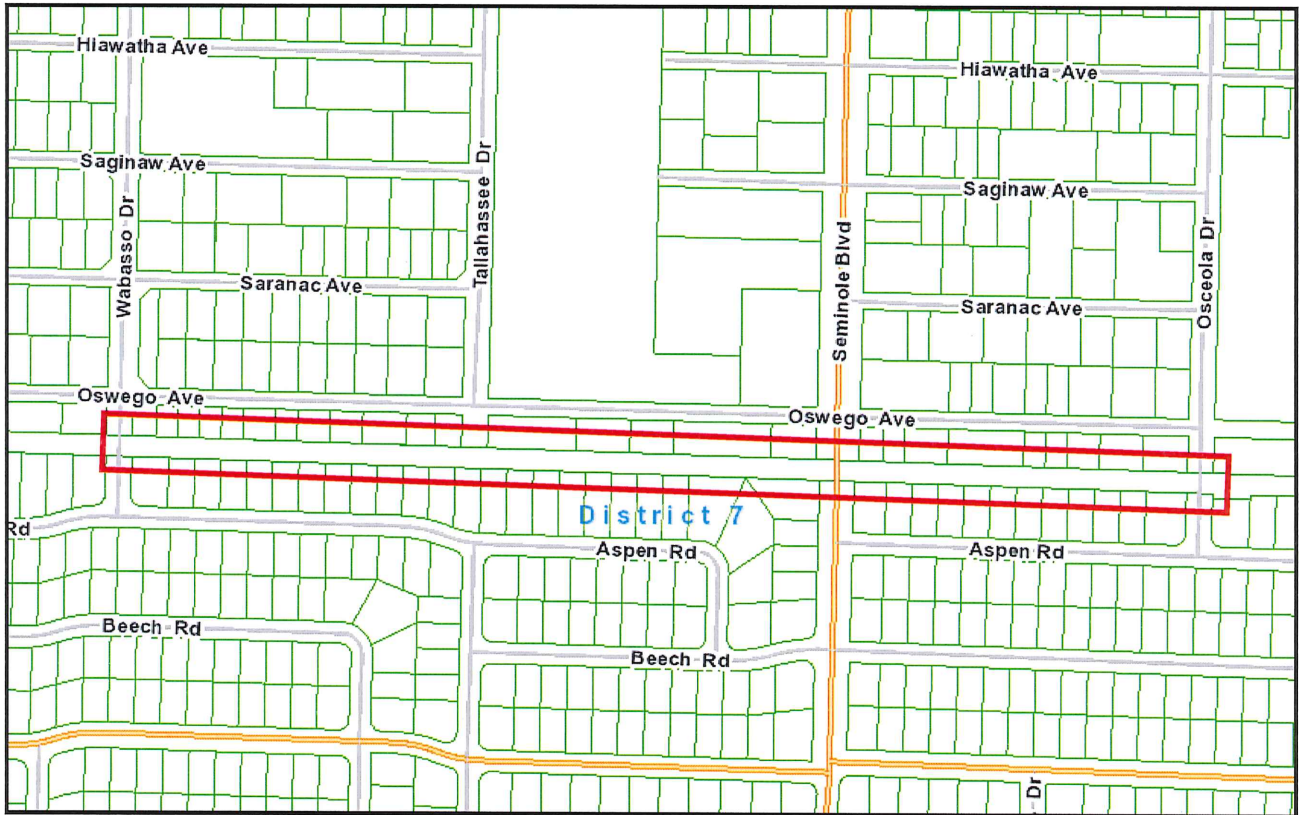 Hiawatha Ave
Hiawatha Ave
Saginaw Ave
Saginaw Ave
Tallahassee Dr
Wabasso Dr
Seminole Blvd
Osceola Dr
Saranac Ave
Saranac Ave
Oswego Ave
Oswego Ave
District 7
Rd
Aspen Rd
Aspen Rd
Beech Rd
Beech Rd
Dr